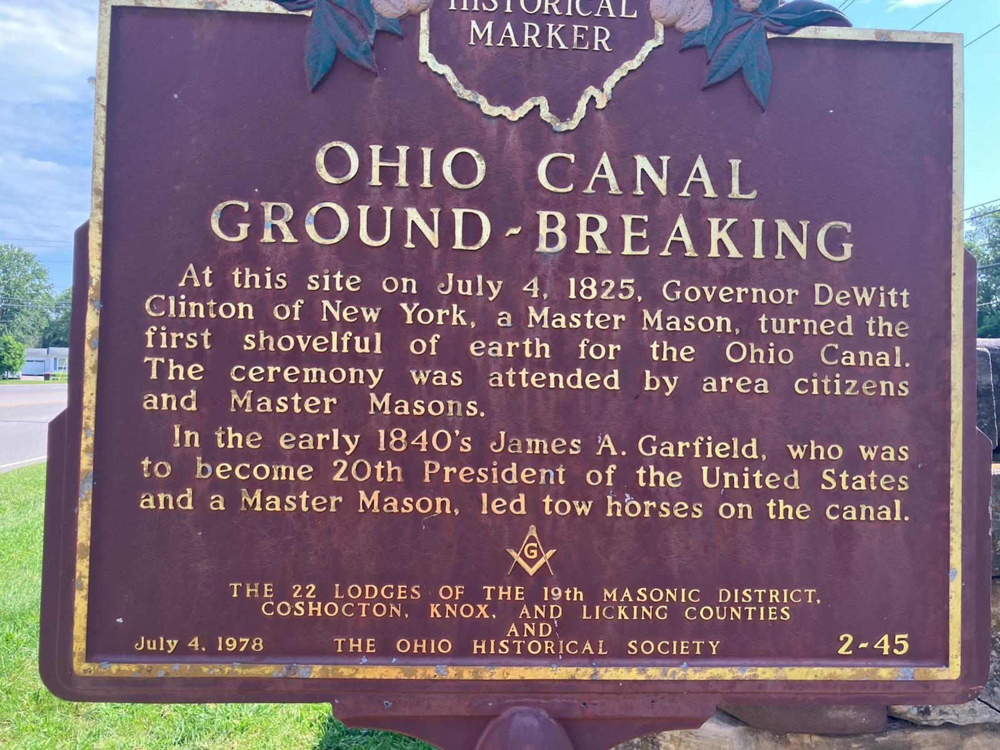 HISTORICAL
MARKER
OHIO CANAL
GROUND-BREAKING
At this site on July 4, 1825, Governor DeWitt
Clinton of New York, a Master Mason, turned the
first shovelful of earth for the Ohio Canal.
The ceremony was attended by area citizens
and Master Masons.
In the early 1840's James A. Garfield, who was
to become 20th President of the United States
and a Master Mason, led tow horses on the canal.
G
THE 22 LODGES OF THE 19th MASONIC DISTRICT,
COSHOCTON, KNOX, AND LICKING COUNTIES
AND
July 4, 1978 THE OHIO HISTORICAL SOCIETY 2-45